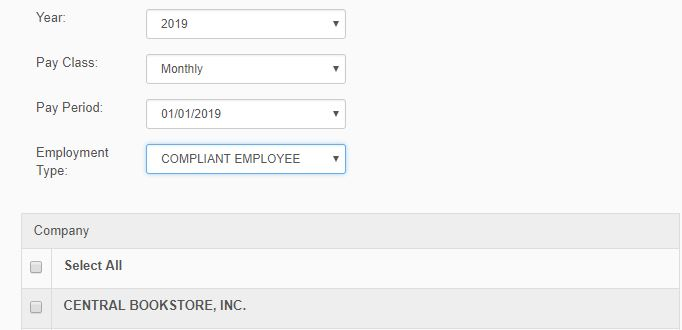 Year: 2019
Pay Class: Monthly
Pay Period: 01/01/2019
Employment COMPLIANT EMPLOYEE
Type:
Company
Select All
CENTRAL BOOKSTORE, INC.